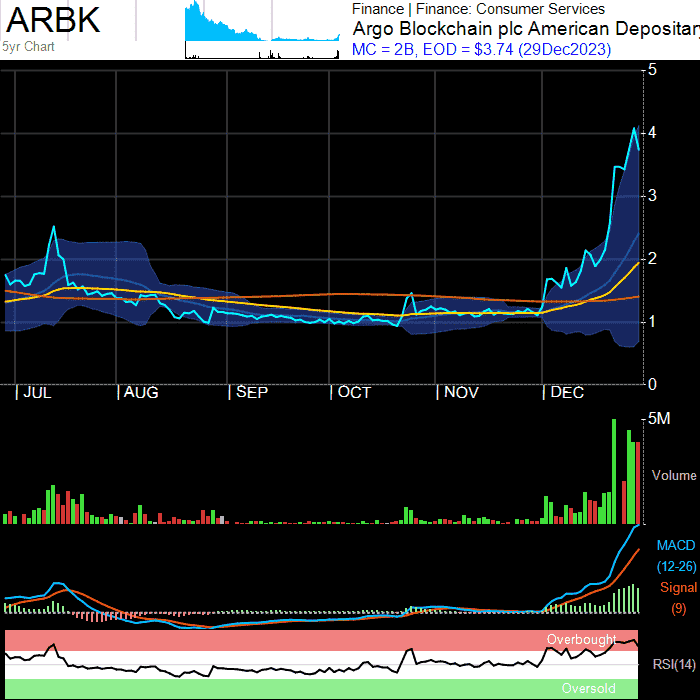 ARBK
5yr Chart
Finance | Finance: Consumer Services
Argo Blockchain plc American Depositary
MC = 2B, EOD = $3.74 (29Dec2023)
5
4
3
2
1
0
JUL AUG SEP OCT NOV DEC
5M
Volume
MACD
(12-26)
Signal
(9)
Overbought
RSI(14)
Oversold